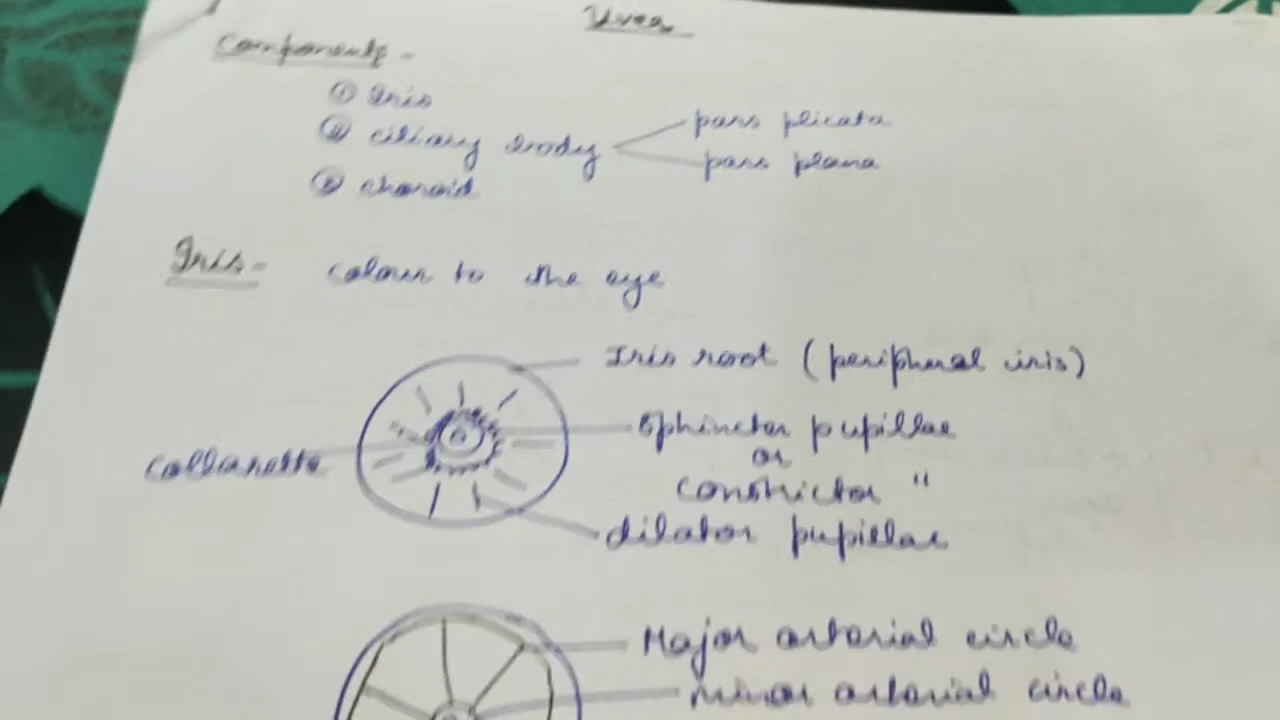 Uvea
Components -
① Iris
② ciliary body
pars plicata
pars plana
③ choroid
Iris - colour to the eye
Iris root (peripheral iris)
Sphincter pupillae
or
constrictor "
collarette
dilator pupillae
Major arterial circle
minor arterial circle